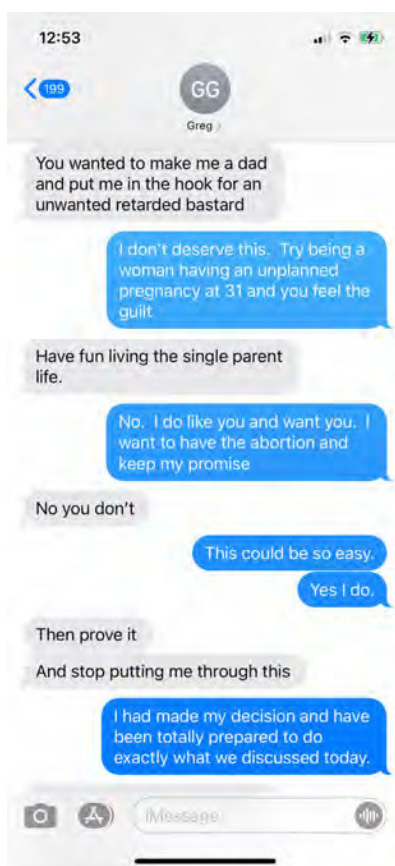 12:53
199
GG
Greg
You wanted to make me a dad
and put me in the hook for an
unwanted retarded bastard
I don't deserve this. Try being a
woman having an unplanned
pregnancy at 31 and you feel the
guilt
Have fun living the single parent
life.
No. I do like you and want you. I
want to have the abortion and
keep my promise
No you don't
This could be so easy.
Yes I do.
Then prove it
And stop putting me through this
I had made my decision and have
been totally prepared to do
exactly what we discussed today.
iMessage